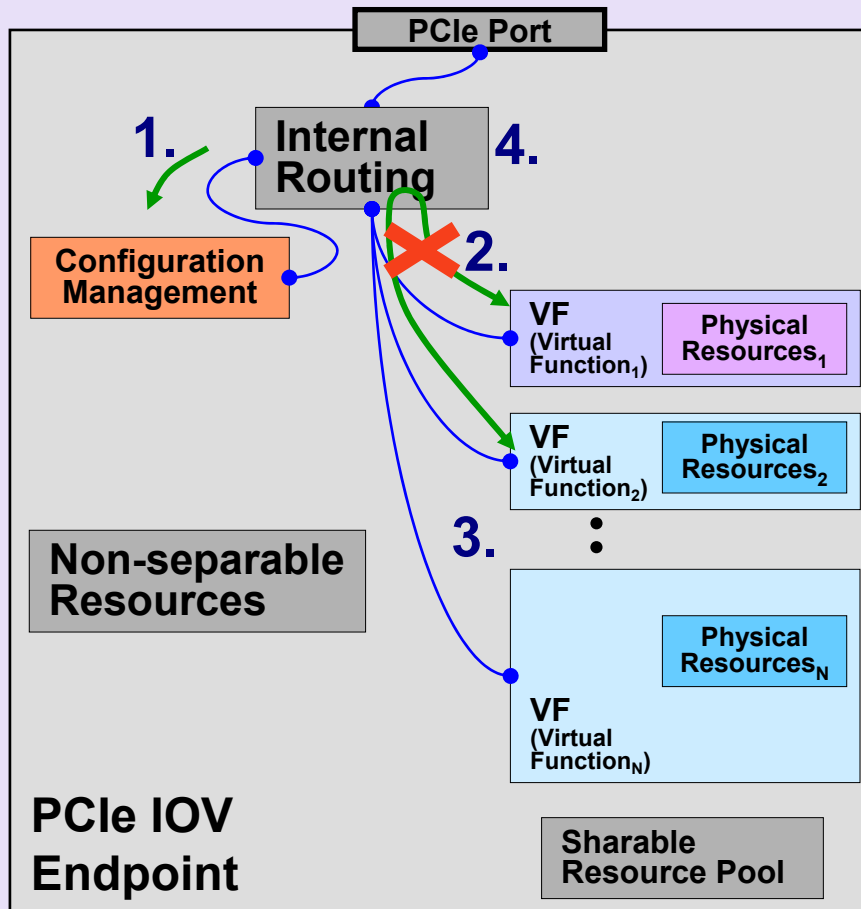 PCIe Port
1.
Internal
Routing
4.
Configuration
Management
2.
VF
(Virtual
Function1)
Physical
Resources1
VF
(Virtual
Function2)
Physical
Resources2
3.
Non-separable
Resources
Physical
ResourcesN
VF
(Virtual
FunctionN)
PCIe IOV
Endpoint
Sharable
Resource Pool